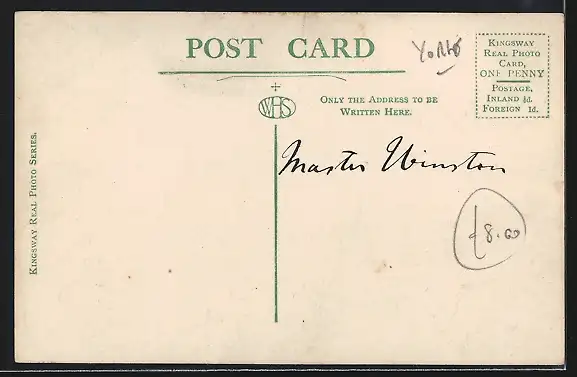 POST CARD
Yorks
KINGSWAY
REAL PHOTO
CARD,
ONE PENNY
POSTAGE,
INLAND ½d.
FOREIGN 1d.
WHS
ONLY THE ADDRESS TO BE
WRITTEN HERE.
Master Winston
£8.00
KINGSWAY REAL PHOTO SERIES.